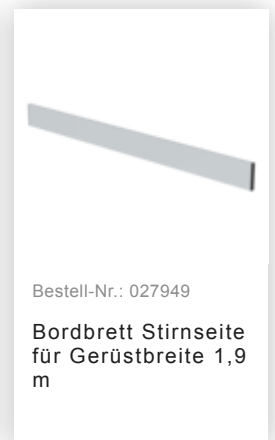 Bestell-Nr.: 027949
Bordbrett Stirnseite
für Gerüstbreite 1,9
m